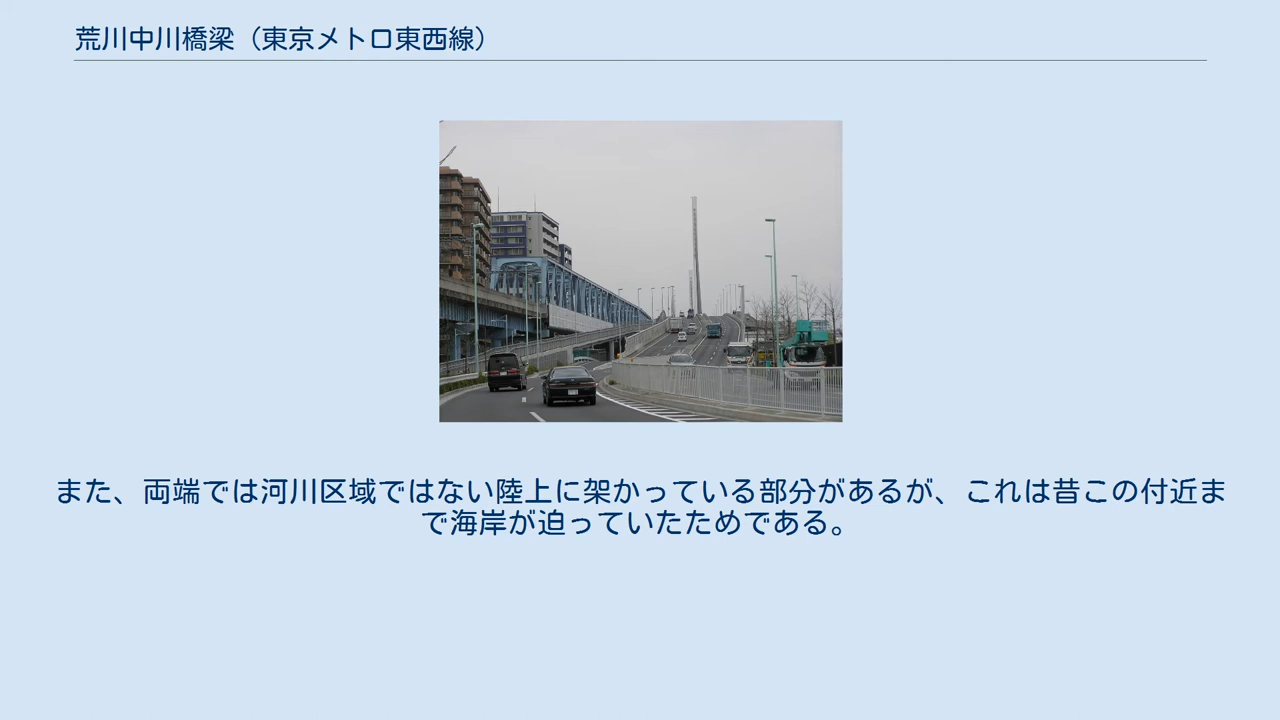 荒川中川橋梁（東京メトロ東西線）
また、両端では河川区域ではない陸上に架かっている部分があるが、これは昔この付近ま
で海岸が迫っていたためである。